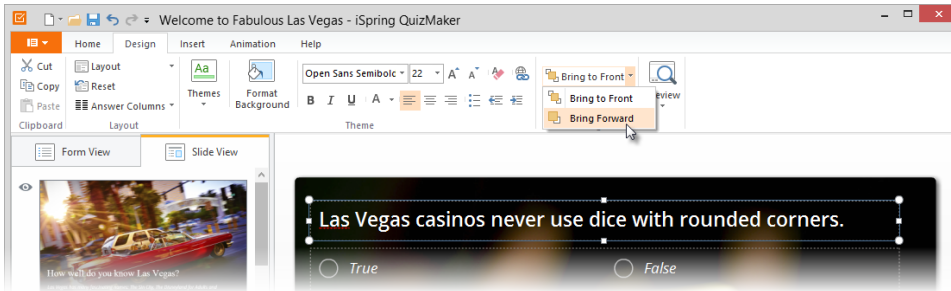 Welcome to Fabulous Las Vegas - iSpring QuizMaker
Home Design Insert Animation Help
Cut Layout
Copy Reset
Paste Answer Columns
Themes
Format Background
Clipboard Layout
Aa
Open Sans Semibolc 22 A A
B I U A
Theme
Bring to Front
Bring to Front
Bring Forward
eview
Form View Slide View
How well do you know Las Vegas?
Las Vegas casinos never use dice with rounded corners.
True False